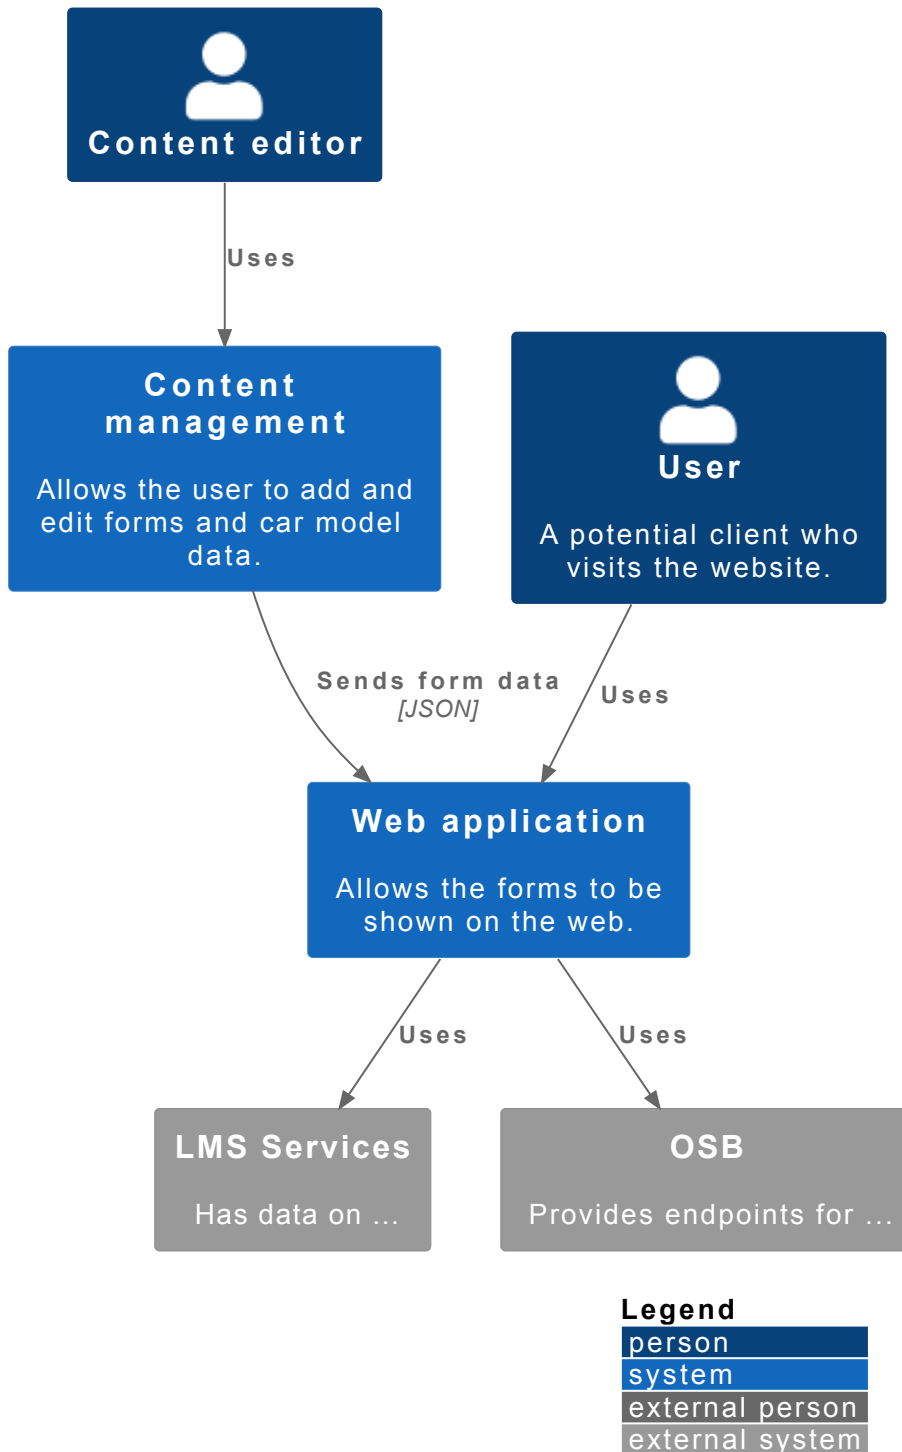 Content editor
Uses
Content
management
Allows the user to add and
edit forms and car model
data.
User
A potential client who
visits the website.
Sends form data
[JSON]
Uses
Web application
Allows the forms to be
shown on the web.
Uses
Uses
LMS Services
Has data on ...
OSB
Provides endpoints for ...
Legend
person
system
external person
external system